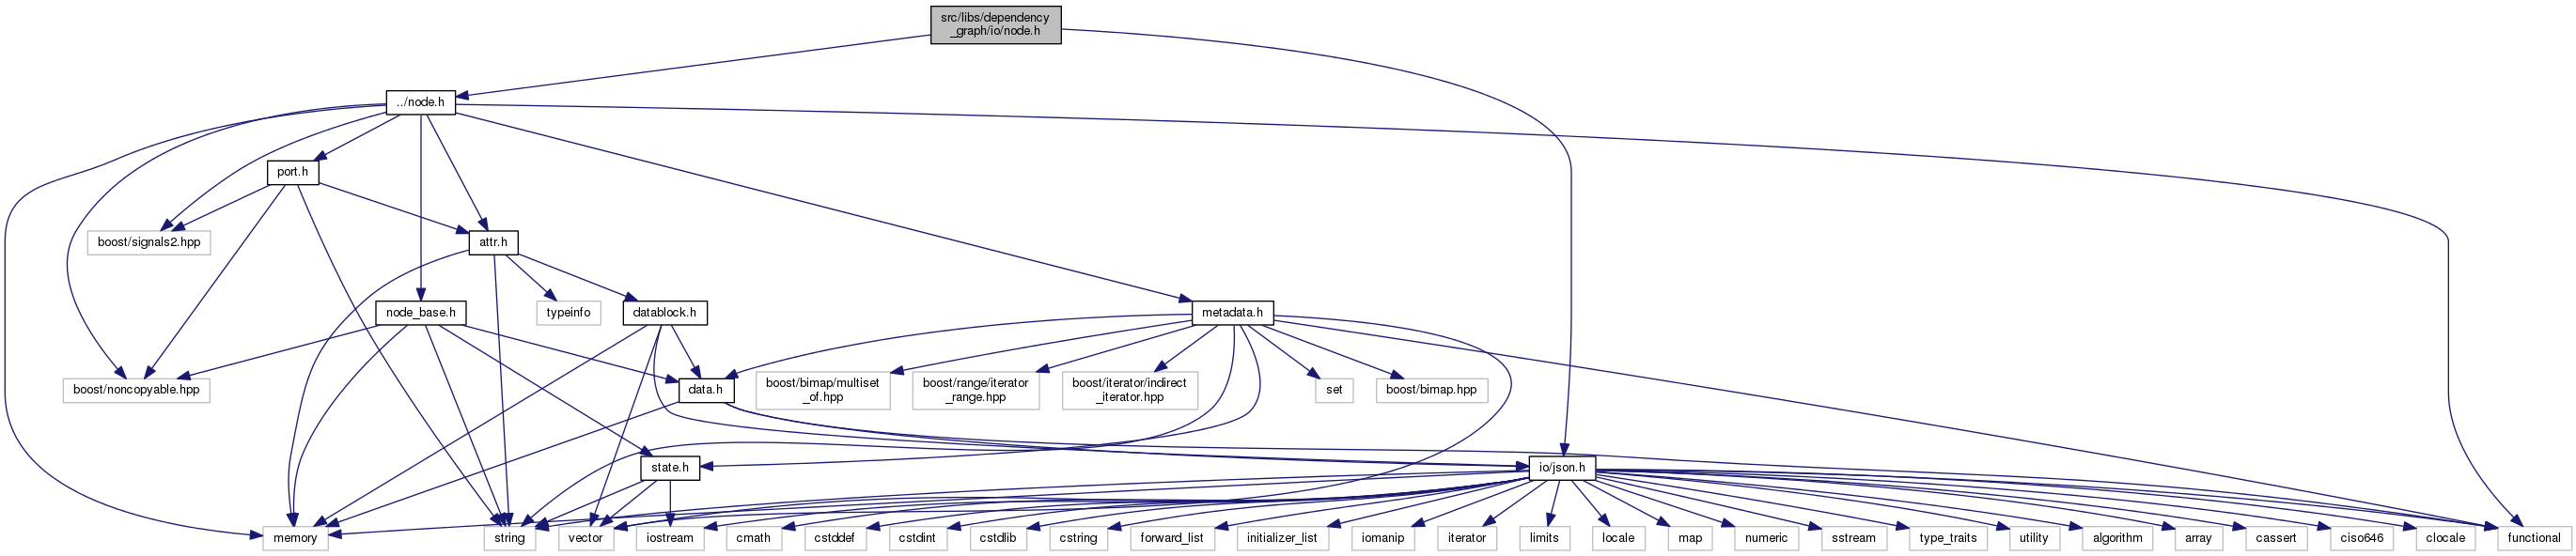 src/libs/dependency
_graph/io/node.h
../node.h
port.h
boost/signals2.hpp
attr.h
node_base.h
typeinfo
datablock.h
metadata.h
boost/noncopyable.hpp
data.h
boost/bimap/multiset
_of.hpp
boost/range/iterator
_range.hpp
boost/iterator/indirect
_iterator.hpp
set
boost/bimap.hpp
state.h
io/json.h
memory
string
vector
iostream
cmath
cstddef
cstdint
cstdlib
cstring
forward_list
initializer_list
iomanip
iterator
limits
locale
map
numeric
sstream
type_traits
utility
algorithm
array
cassert
ciso646
clocale
functional